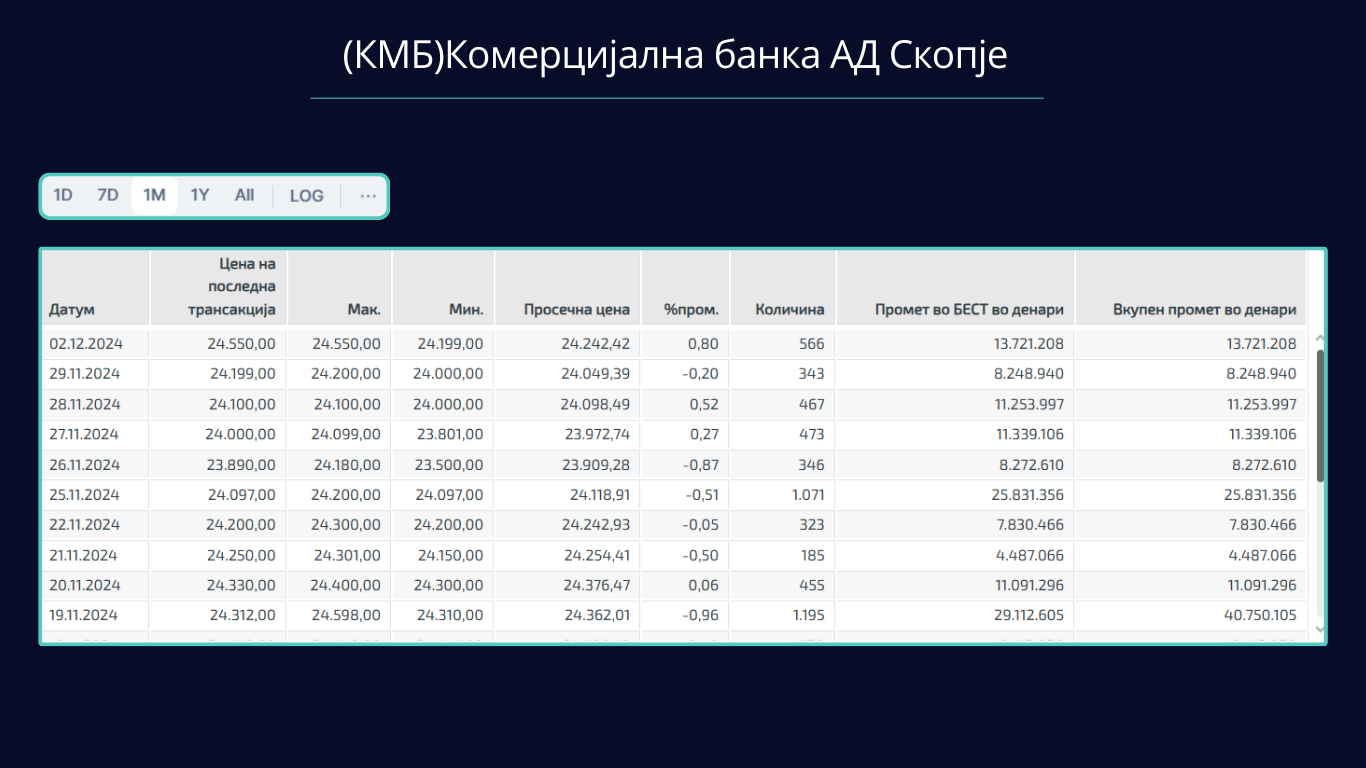 (КМБ)Комерцијална банка АД Скопје
1D 7D 1M 1Y All LOG ...
Датум Цена на последна трансакција Мак. Мин. Просечна цена %пром. Количина Промет во БЕСТ во денари Вкупен промет во денари
02.12.2024 24.550,00 24.550,00 24.199,00 24.242,42 0,80 566 13.721.208 13.721.208
29.11.2024 24.199,00 24.200,00 24.000,00 24.049,39 -0,20 343 8.248.940 8.248.940
28.11.2024 24.100,00 24.100,00 24.000,00 24.098,49 0,52 467 11.253.997 11.253.997
27.11.2024 24.000,00 24.099,00 23.801,00 23.972,74 0,27 473 11.339.106 11.339.106
26.11.2024 23.890,00 24.180,00 23.500,00 23.909,28 -0,87 346 8.272.610 8.272.610
25.11.2024 24.097,00 24.200,00 24.097,00 24.118,91 -0,51 1.071 25.831.356 25.831.356
22.11.2024 24.200,00 24.300,00 24.200,00 24.242,93 -0,05 323 7.830.466 7.830.466
21.11.2024 24.250,00 24.301,00 24.150,00 24.254,41 -0,50 185 4.487.066 4.487.066
20.11.2024 24.330,00 24.400,00 24.300,00 24.376,47 0,06 455 11.091.296 11.091.296
19.11.2024 24.312,00 24.598,00 24.310,00 24.362,01 -0,96 1.195 29.112.605 40.750.105